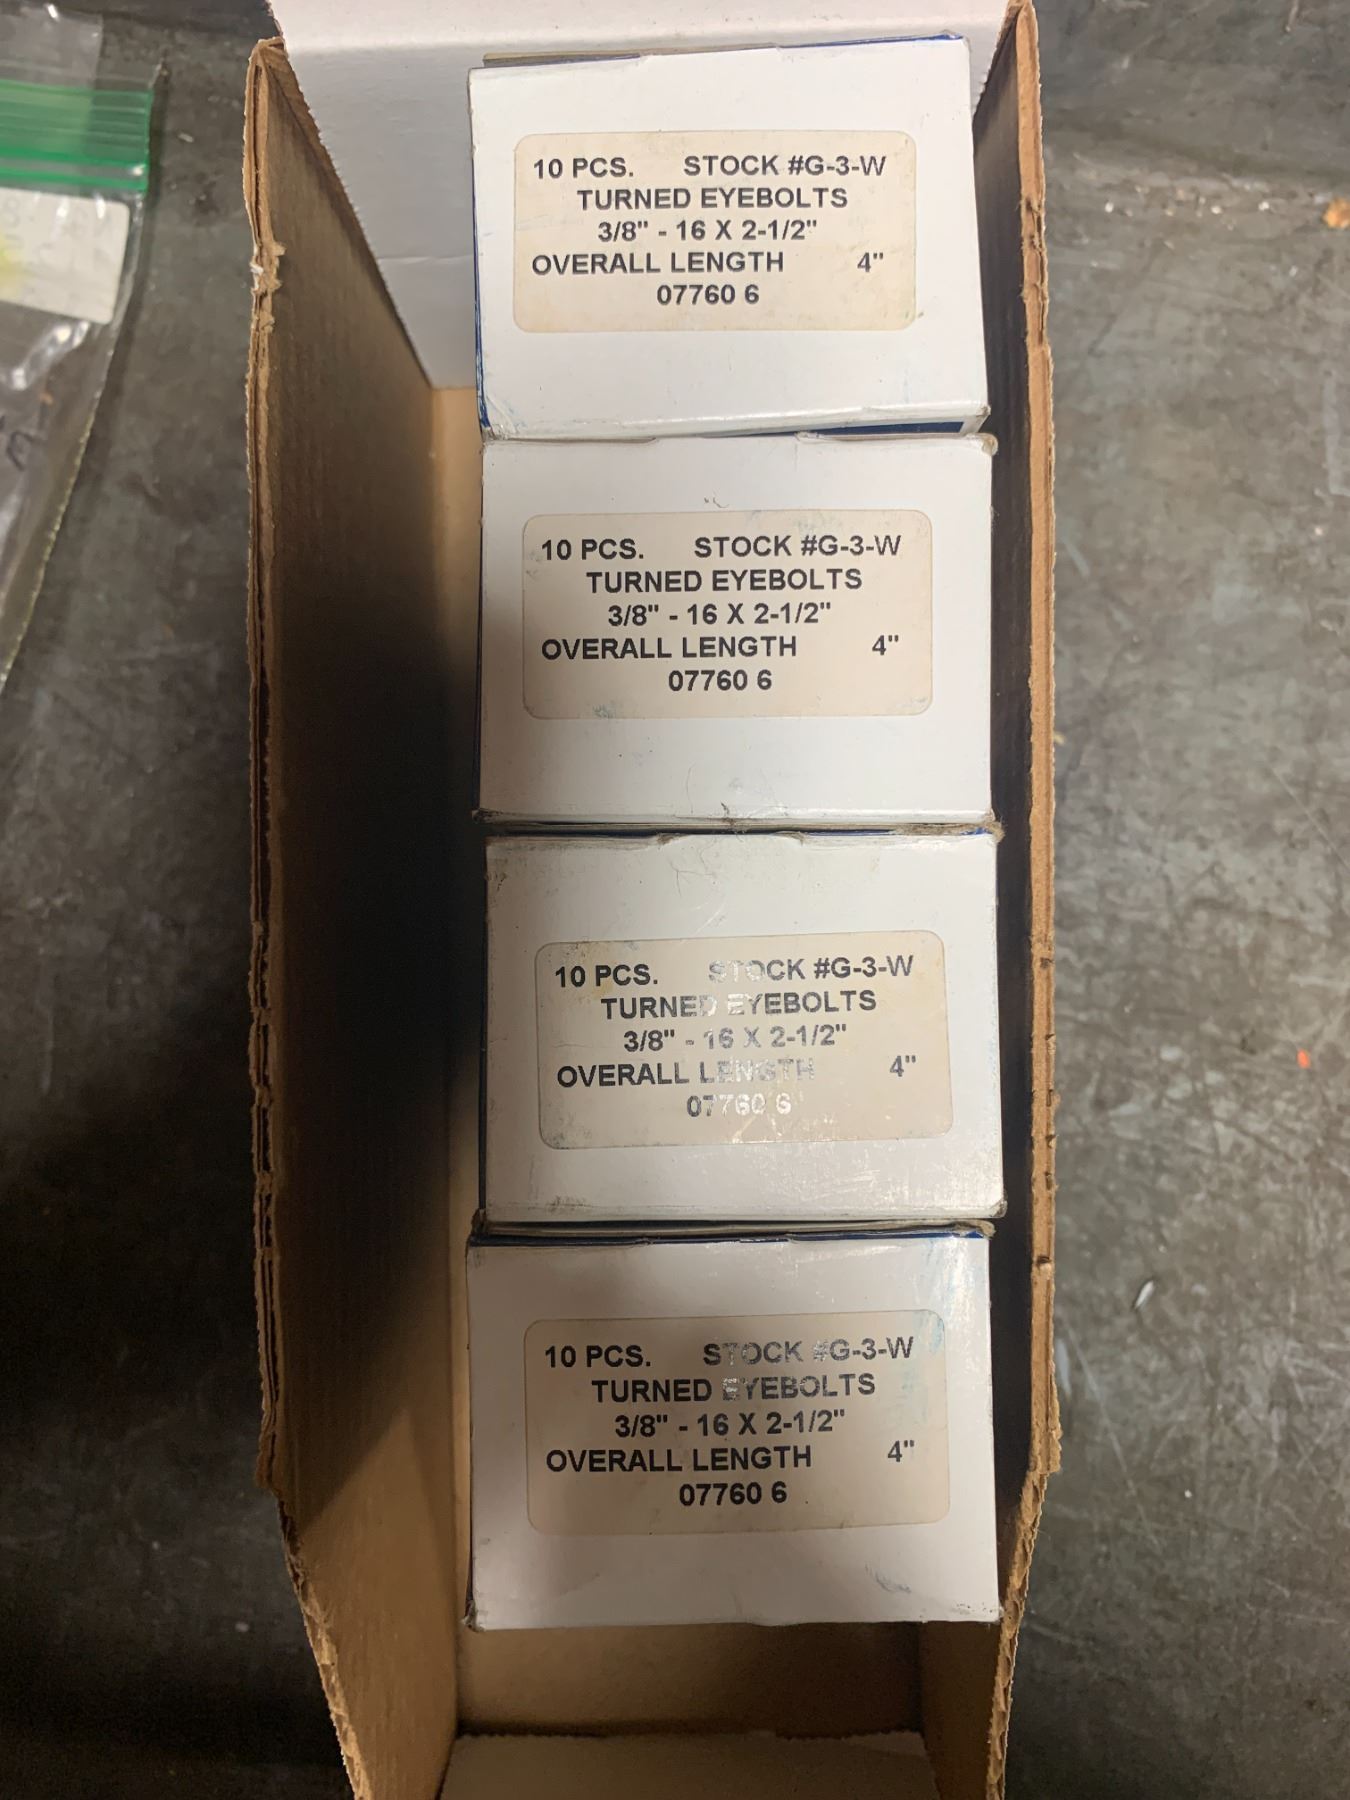 10 PCS. STOCK #G-3-W
TURNED EYEBOLTS
3/8" - 16 X 2-1/2"
OVERALL LENGTH 4"
07760 6
10 PCS. STOCK #G-3-W
TURNED EYEBOLTS
3/8" - 16 X 2-1/2"
OVERALL LENGTH 4"
07760 6
10 PCS. STOCK #G-3-W
TURNED EYEBOLTS
3/8" - 16 X 2-1/2"
OVERALL LENGTH 4"
07760 6
10 PCS. STOCK #G-3-W
TURNED EYEBOLTS
3/8" - 16 X 2-1/2"
OVERALL LENGTH 4"
07760 6